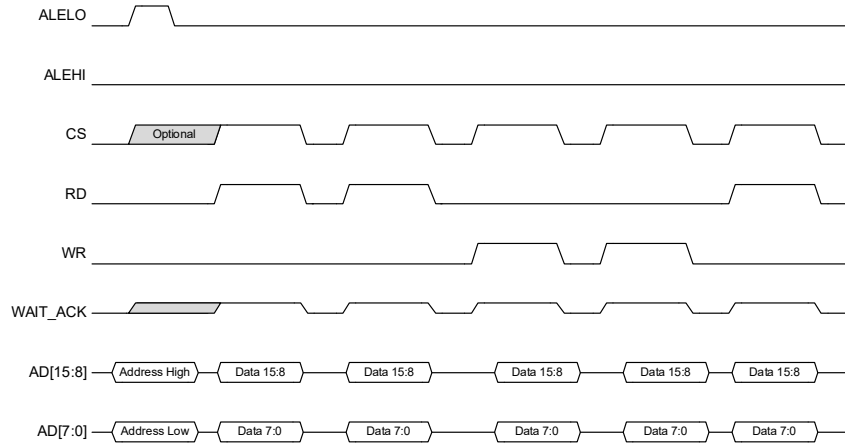 ALELO
ALEHI
CS Optional
RD
WR
WAIT_ACK
AD[15:8] Address High Data 15:8 Data 15:8 Data 15:8 Data 15:8 Data 15:8
AD[7:0] Address Low Data 7:0 Data 7:0 Data 7:0 Data 7:0 Data 7:0